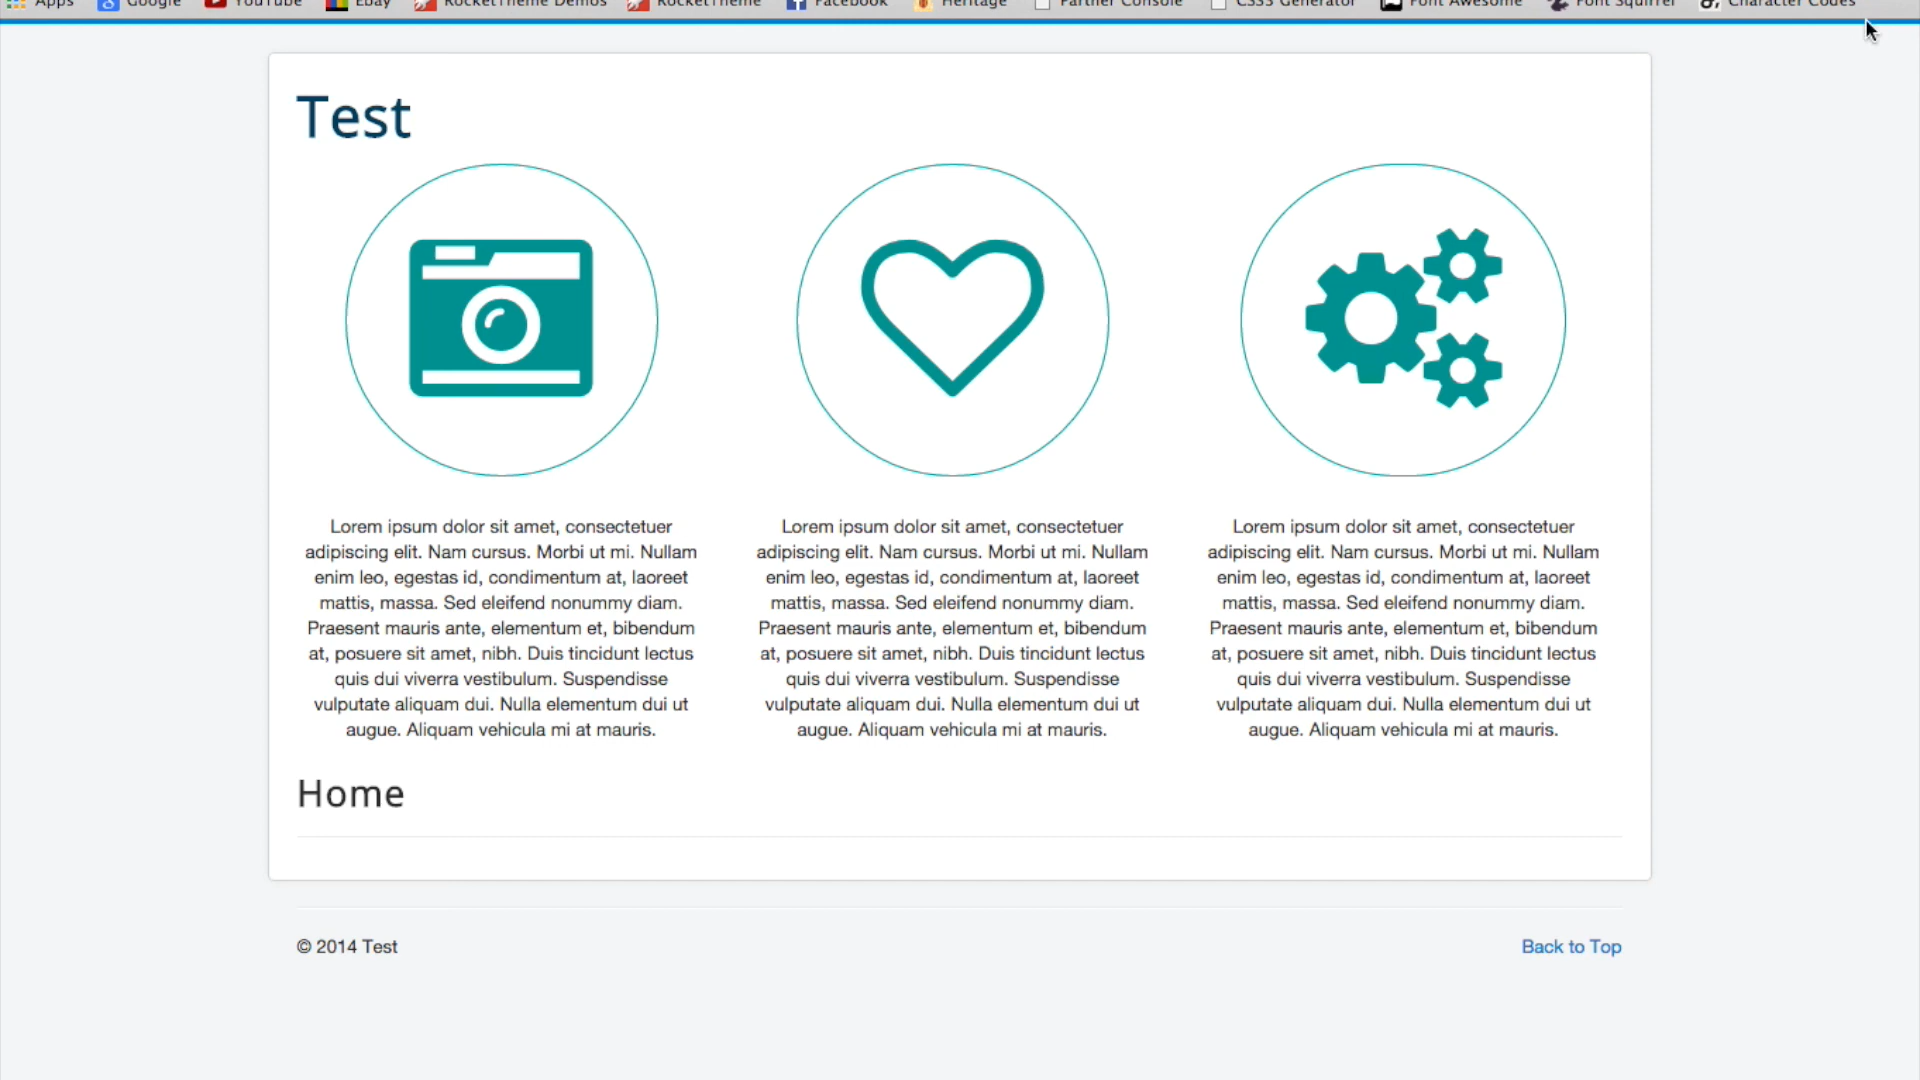 Apps Google YouTube Ebay RocketTheme Demos RocketTheme Facebook Heritage Partner Console CSS3 Generator Font Awesome Font Squirrel Character Codes
Test
Lorem ipsum dolor sit amet, consectetuer
adipiscing elit. Nam cursus. Morbi ut mi. Nullam
enim leo, egestas id, condimentum at, laoreet
mattis, massa. Sed eleifend nonummy diam.
Praesent mauris ante, elementum et, bibendum
at, posuere sit amet, nibh. Duis tincidunt lectus
quis dui viverra vestibulum. Suspendisse
vulputate aliquam dui. Nulla elementum dui ut
augue. Aliquam vehicula mi at mauris.
Lorem ipsum dolor sit amet, consectetuer
adipiscing elit. Nam cursus. Morbi ut mi. Nullam
enim leo, egestas id, condimentum at, laoreet
mattis, massa. Sed eleifend nonummy diam.
Praesent mauris ante, elementum et, bibendum
at, posuere sit amet, nibh. Duis tincidunt lectus
quis dui viverra vestibulum. Suspendisse
vulputate aliquam dui. Nulla elementum dui ut
augue. Aliquam vehicula mi at mauris.
Lorem ipsum dolor sit amet, consectetuer
adipiscing elit. Nam cursus. Morbi ut mi. Nullam
enim leo, egestas id, condimentum at, laoreet
mattis, massa. Sed eleifend nonummy diam.
Praesent mauris ante, elementum et, bibendum
at, posuere sit amet, nibh. Duis tincidunt lectus
quis dui viverra vestibulum. Suspendisse
vulputate aliquam dui. Nulla elementum dui ut
augue. Aliquam vehicula mi at mauris.
Home
© 2014 Test
Back to Top